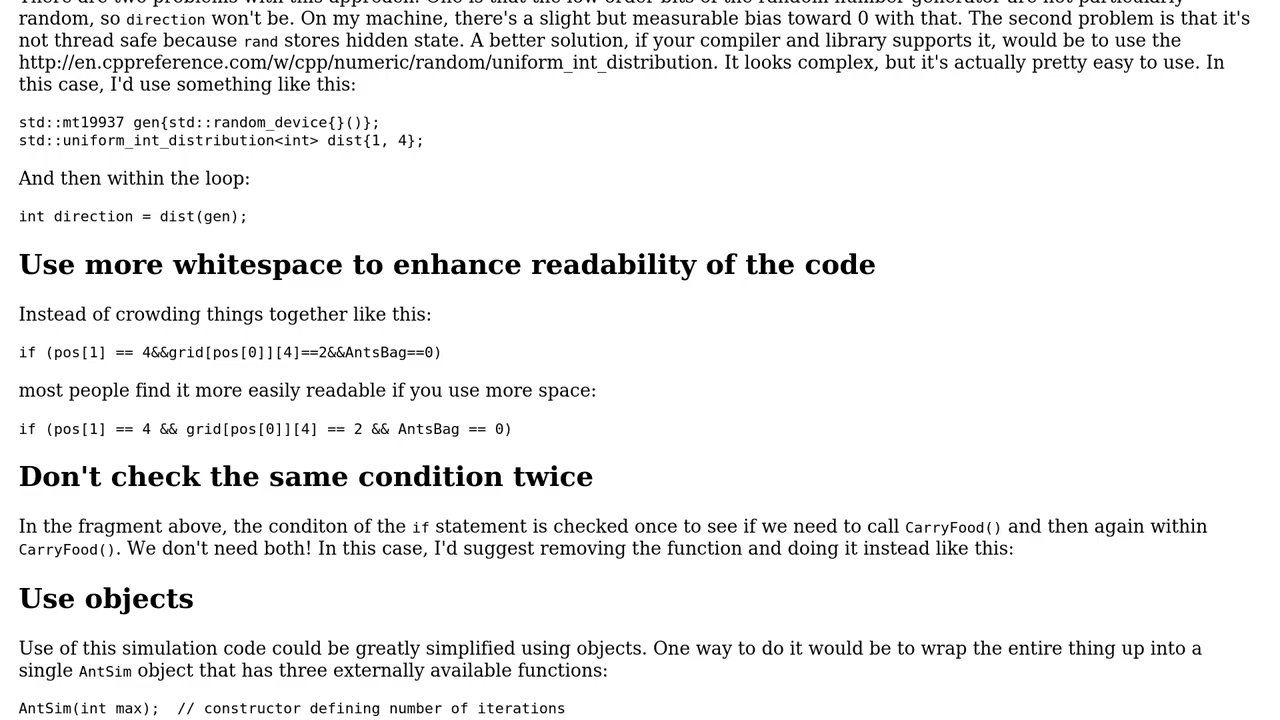 random, so direction won't be. On my machine, there's a slight but measurable bias toward 0 with that. The second problem is that it's
not thread safe because rand stores hidden state. A better solution, if your compiler and library supports it, would be to use the
http://en.cppreference.com/w/cpp/numeric/random/uniform_int_distribution. It looks complex, but it's actually pretty easy to use. In
this case, I'd use something like this:
std::mt19937 gen{std::random_device{}()};
std::uniform_int_distribution<int> dist{1, 4};
And then within the loop:
int direction = dist(gen);
Use more whitespace to enhance readability of the code
Instead of crowding things together like this:
if (pos[1] == 4&&grid[pos[0]][4]==2&&AntsBag==0)
most people find it more easily readable if you use more space:
if (pos[1] == 4 && grid[pos[0]][4] == 2 && AntsBag == 0)
Don't check the same condition twice
In the fragment above, the conditon of the if statement is checked once to see if we need to call CarryFood() and then again within
CarryFood(). We don't need both! In this case, I'd suggest removing the function and doing it instead like this:
Use objects
Use of this simulation code could be greatly simplified using objects. One way to do it would be to wrap the entire thing up into a
single AntSim object that has three externally available functions:
AntSim(int max);  // constructor defining number of iterations